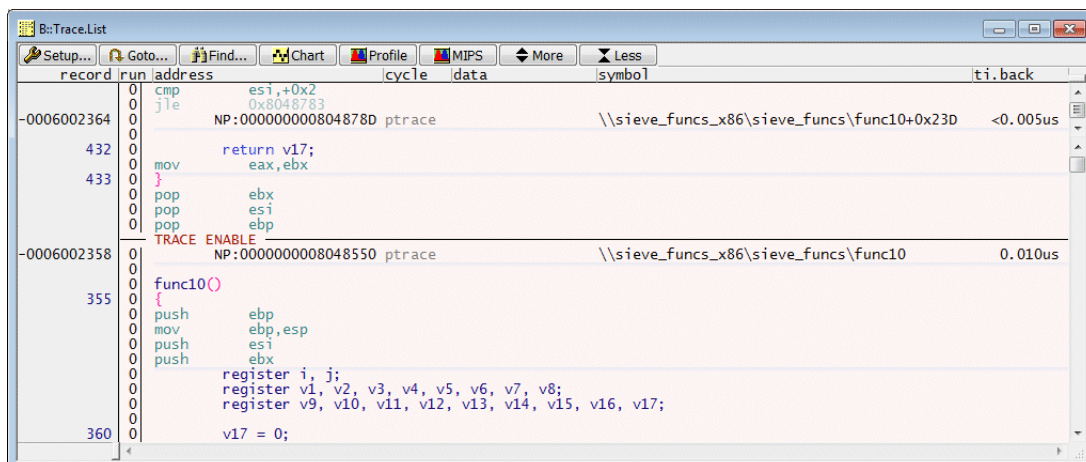 B::Trace.List
Setup... Goto... Find... Chart Profile MIPS More Less
record run address cycle data symbol ti.back
0 cmp esi,+0x2
0 jle 0x8048783
-0006002364 0 NP:000000000804878D ptrace \\sieve_funcs_x86\sieve_funcs\func10+0x23D <0.005us
0
432 0 return v17;
0 mov eax,ebx
433 0 }
0 pop ebx
0 pop esi
0 pop ebp
TRACE ENABLE
-0006002358 0 NP:0000000008048550 ptrace \\sieve_funcs_x86\sieve_funcs\func10 0.010us
0
0 func10()
355 0 {
0 push ebp
0 mov ebp,esp
0 push esi
0 push ebx
0 register i, j;
0 register v1, v2, v3, v4, v5, v6, v7, v8;
0 register v9, v10, v11, v12, v13, v14, v15, v16, v17;
0
360 0 v17 = 0;